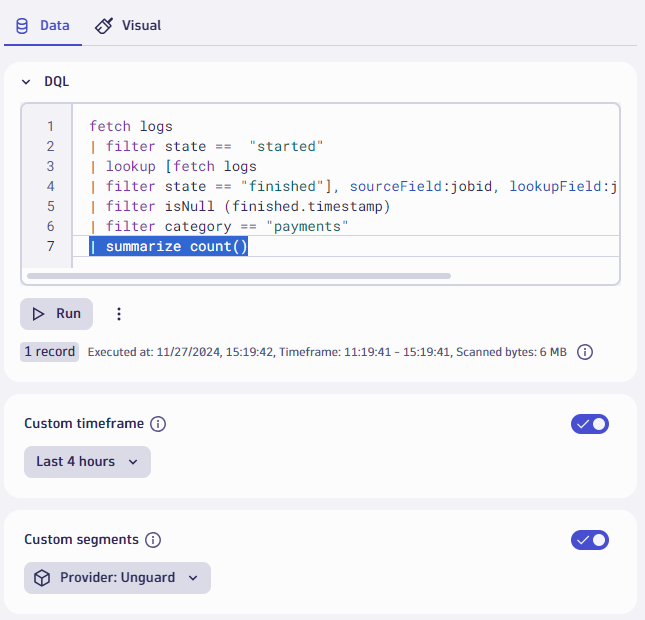 Data Visual
DQL
1 fetch logs
2 | filter state ==  "started"
3 | lookup [fetch logs
4 | filter state == "finished"], sourceField:jobid, lookupField:j
5 | filter isNull (finished.timestamp)
6 | filter category == "payments"
7 | summarize count()
Run
1 record Executed at: 11/27/2024, 15:19:42, Timeframe: 11:19:41 - 15:19:41, Scanned bytes: 6 MB
Custom timeframe
Last 4 hours
Custom segments
Provider: Unguard